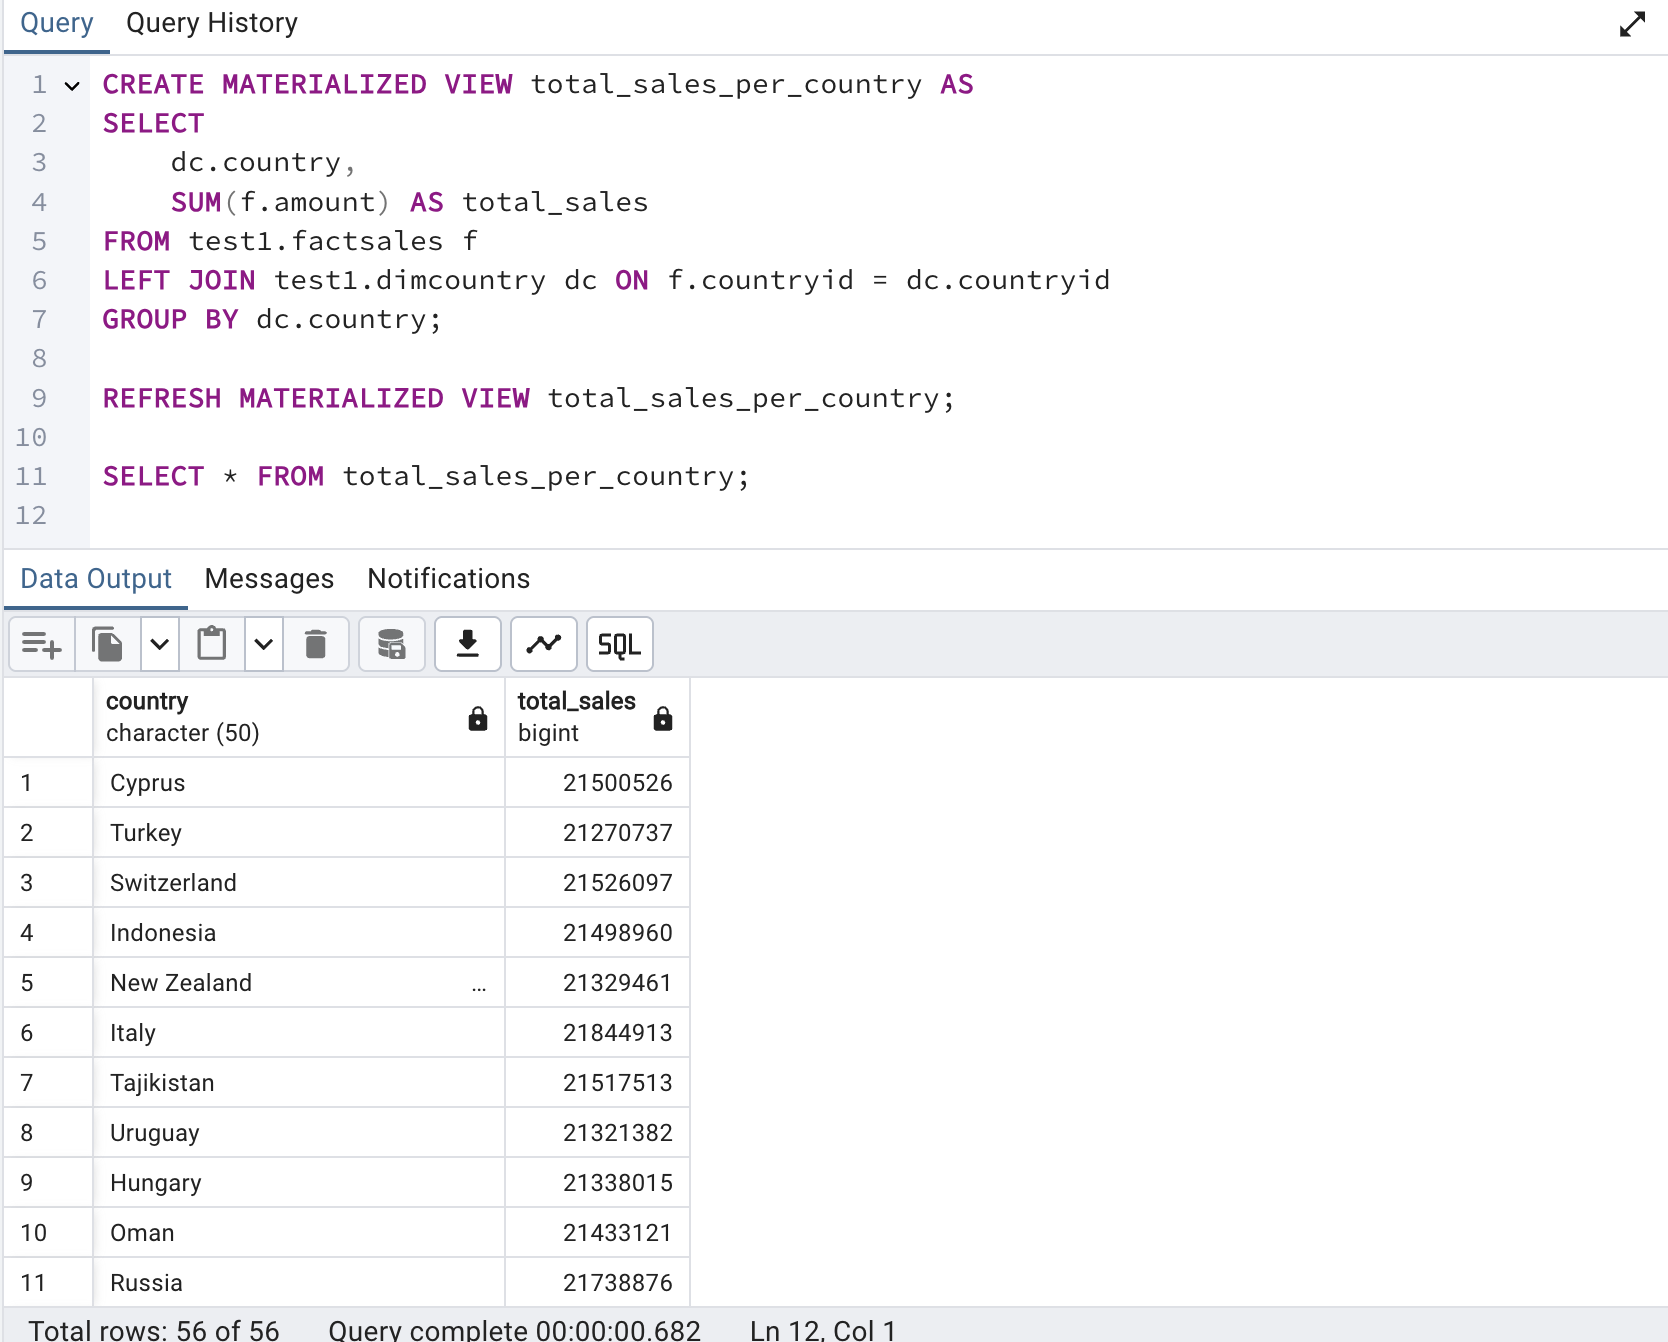 Query Query History
1 CREATE MATERIALIZED VIEW total_sales_per_country AS
2 SELECT
3 dc.country,
4 SUM(f.amount) AS total_sales
5 FROM test1.factsales f
6 LEFT JOIN test1.dimcountry dc ON f.countryid = dc.countryid
7 GROUP BY dc.country;
8
9 REFRESH MATERIALIZED VIEW total_sales_per_country;
10
11 SELECT * FROM total_sales_per_country;
12
Data Output Messages Notifications
SQL
country total_sales
character (50) bigint
1 Cyprus 21500526
2 Turkey 21270737
3 Switzerland 21526097
4 Indonesia 21498960
5 New Zealand ... 21329461
6 Italy 21844913
7 Tajikistan 21517513
8 Uruguay 21321382
9 Hungary 21338015
10 Oman 21433121
11 Russia 21738876
Total rows: 56 of 56 Query complete 00:00:00.682 Ln 12, Col 1